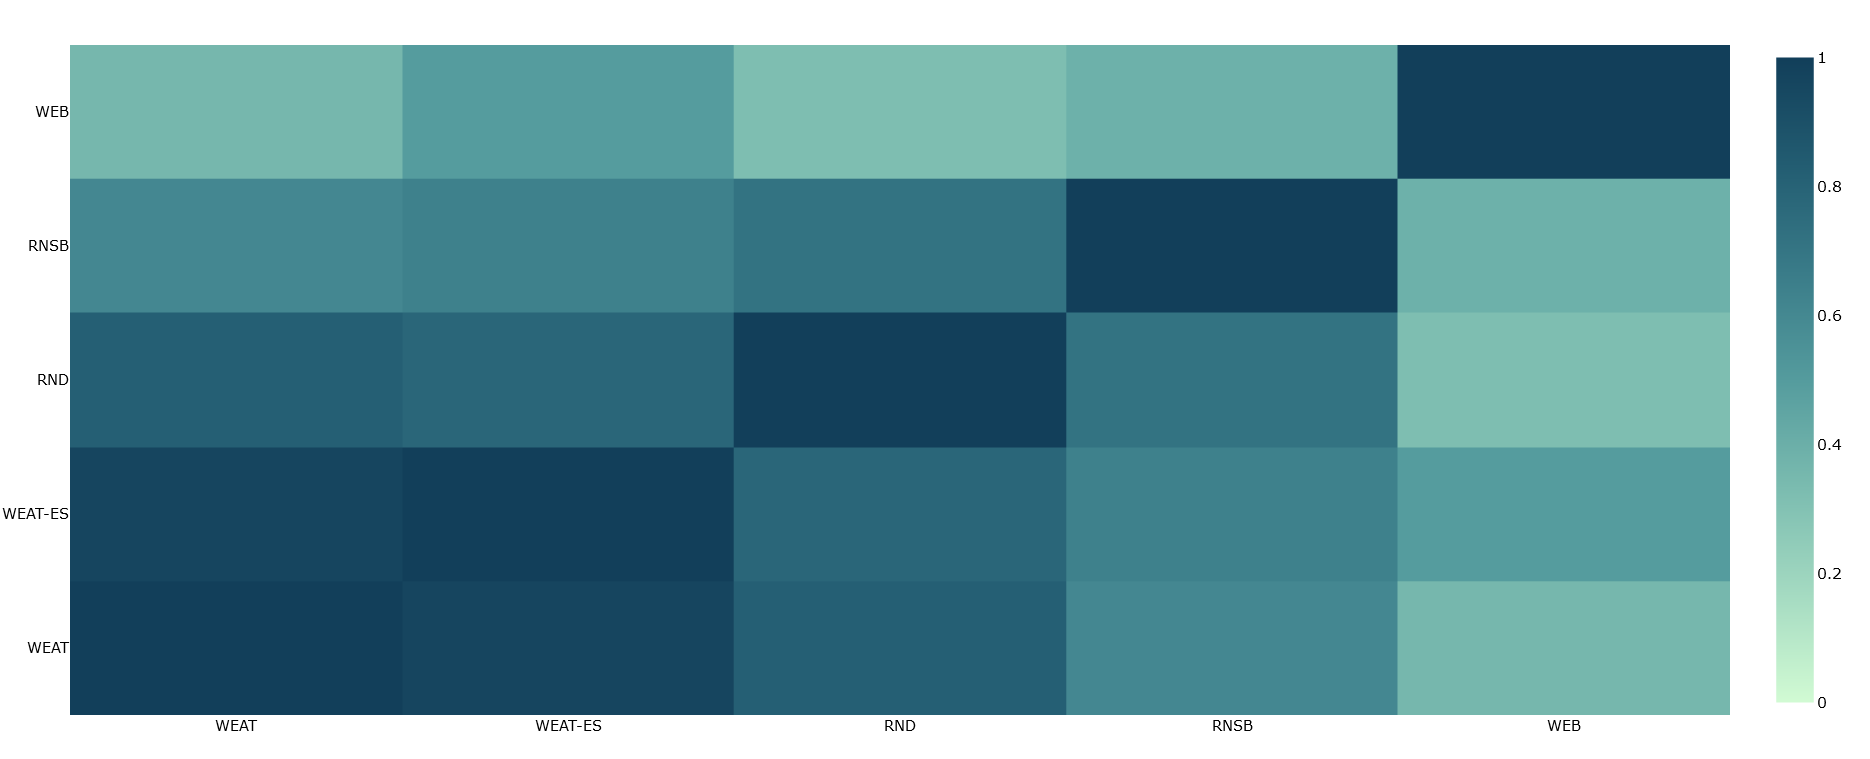 WEB
RNSB
RND
WEAT-ES
WEAT
WEAT WEAT-ES RND RNSB WEB
1
0.8
0.6
0.4
0.2
0